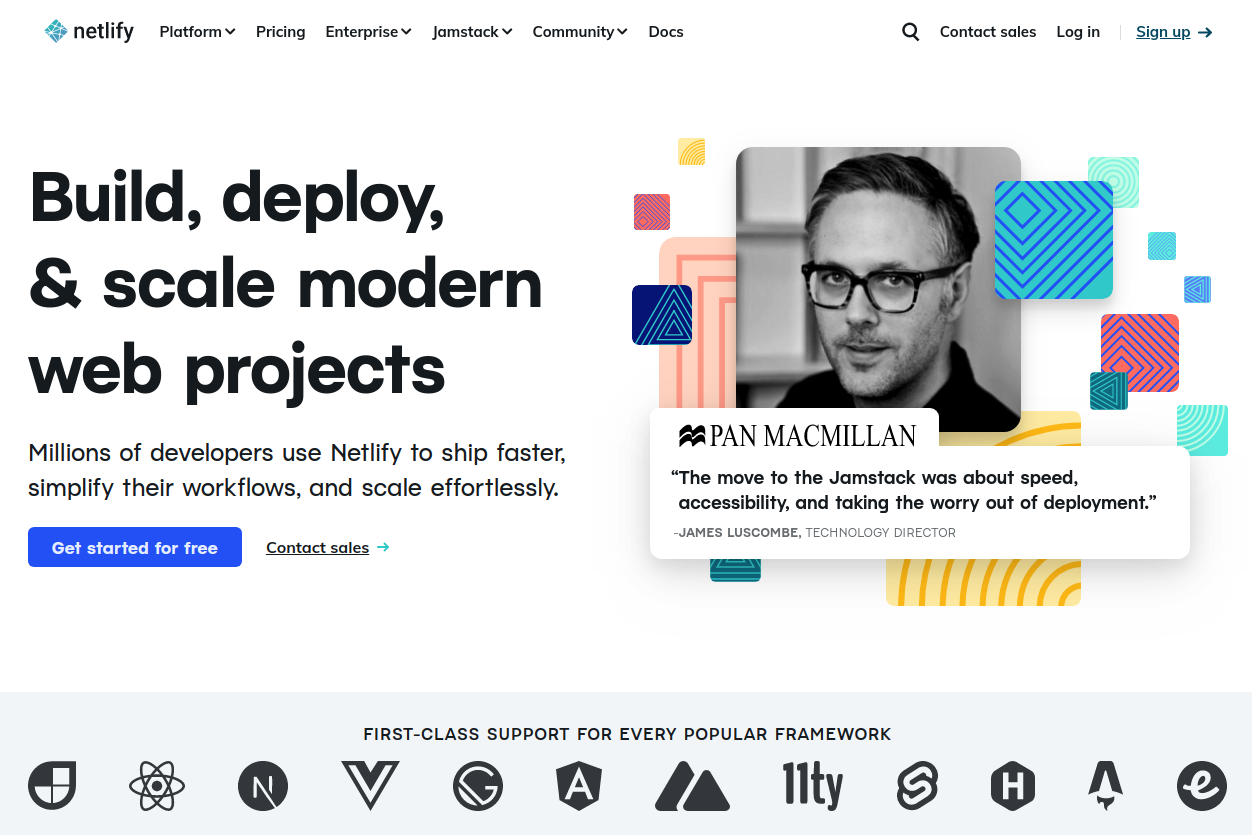 netlify Platform Pricing Enterprise Jamstack Community Docs Contact sales Log in Sign up
Build, deploy,
& scale modern
web projects
Millions of developers use Netlify to ship faster,
simplify their workflows, and scale effortlessly.
Get started for free Contact sales
PAN MACMILLAN
“The move to the Jamstack was about speed,
accessibility, and taking the worry out of deployment.”
-JAMES LUSCOMBE, TECHNOLOGY DIRECTOR
FIRST-CLASS SUPPORT FOR EVERY POPULAR FRAMEWORK
N G A 11ty H e